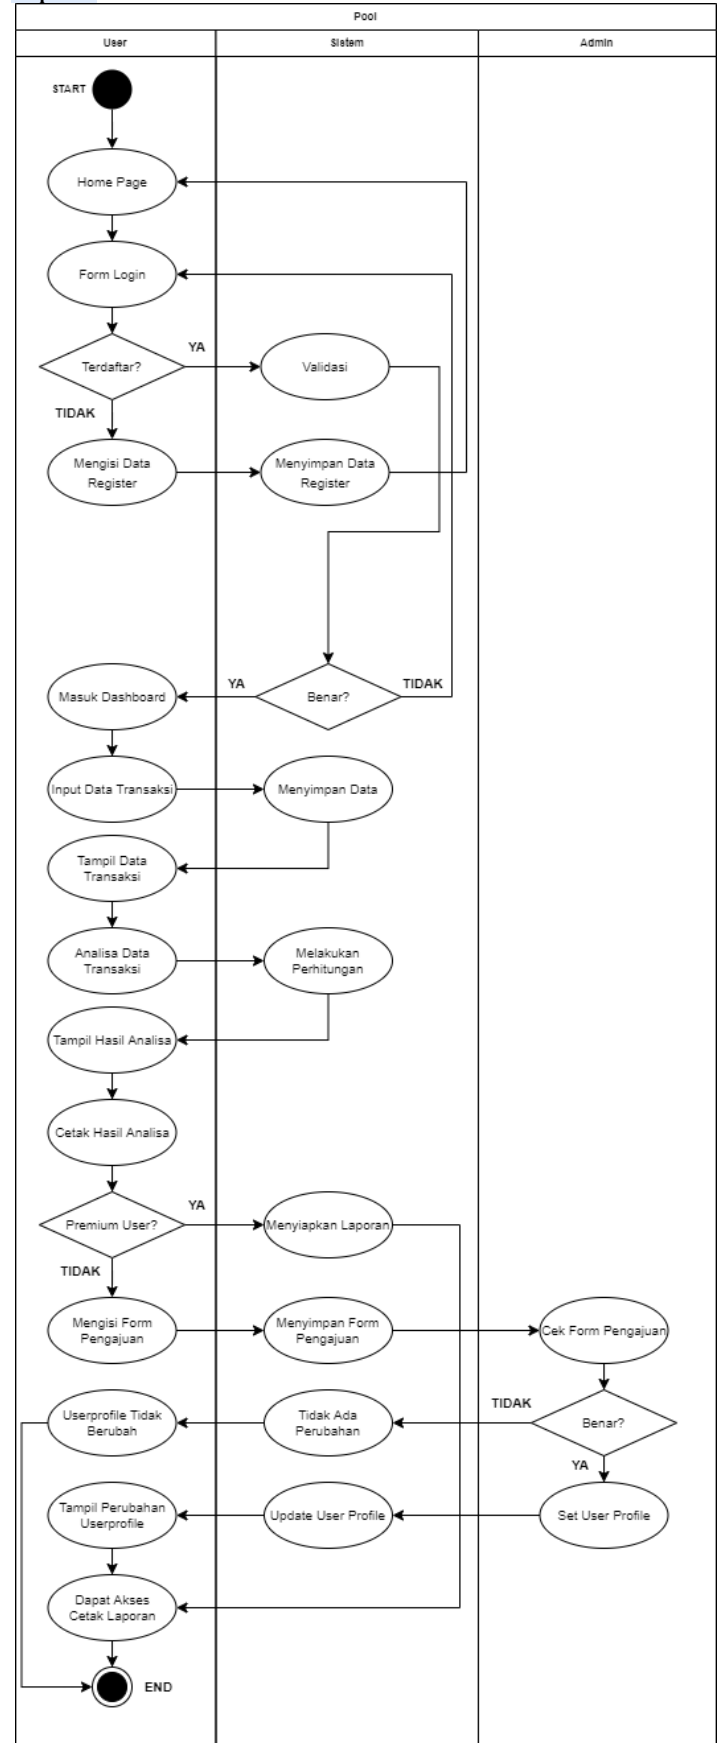 Pool
User
Sistem
Admin
START
Home Page
Form Login
Terdaftar?
YA
Validasi
TIDAK
Mengisi Data
Register
Menyimpan Data
Register
Masuk Dashboard
YA
Benar?
TIDAK
Input Data Transaksi
Menyimpan Data
Tampil Data
Transaksi
Analisa Data
Transaksi
Melakukan
Perhitungan
Tampil Hasil Analisa
Cetak Hasil Analisa
Premium User?
YA
Menyiapkan Laporan
TIDAK
Mengisi Form
Pengajuan
Menyimpan Form
Pengajuan
Cek Form Pengajuan
Userprofile Tidak
Berubah
Tidak Ada
Perubahan
TIDAK
Benar?
YA
Tampil Perubahan
Userprofile
Update User Profile
Set User Profile
Dapat Akses
Cetak Laporan
END